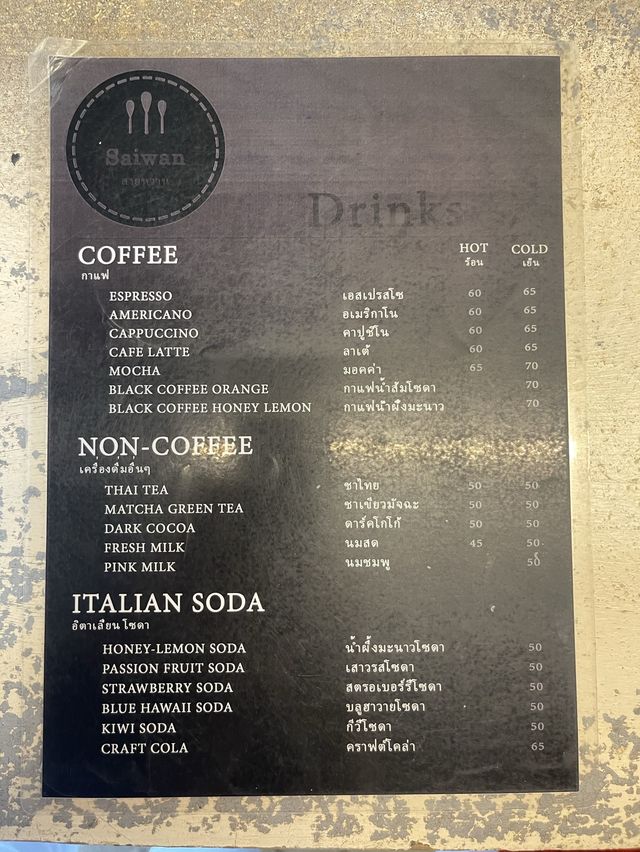 Saiwan
สายหวาน
Drinks
COFFEE HOT COLD
กาแฟ ร้อน เย็น
ESPRESSO เอสเปรสโซ 60 65
AMERICANO อเมริกาโน 60 65
CAPPUCCINO คาปูชิโน 60 65
CAFE LATTE ลาเต้ 60 65
MOCHA มอคค่า 65 70
BLACK COFFEE ORANGE กาแฟน้ำส้มโซดา 70
BLACK COFFEE HONEY LEMON กาแฟน้ำผึ้งมะนาว 70
NON-COFFEE
เครื่องดื่มอื่นๆ
THAI TEA ชาไทย 50 50
MATCHA GREEN TEA ชาเขียวมัจฉะ 50 50
DARK COCOA ดาร์คโกโก้ 50 50
FRESH MILK นมสด 45 50
PINK MILK นมชมพู 50
ITALIAN SODA
อิตาเลียนโซดา
HONEY-LEMON SODA น้ำผึ้งมะนาวโซดา 50
PASSION FRUIT SODA เสาวรสโซดา 50
STRAWBERRY SODA สตรอเบอร์รีโซดา 50
BLUE HAWAII SODA บลูฮาวายโซดา 50
KIWI SODA กีวีโซดา 50
CRAFT COLA คราฟต์โคล่า 65